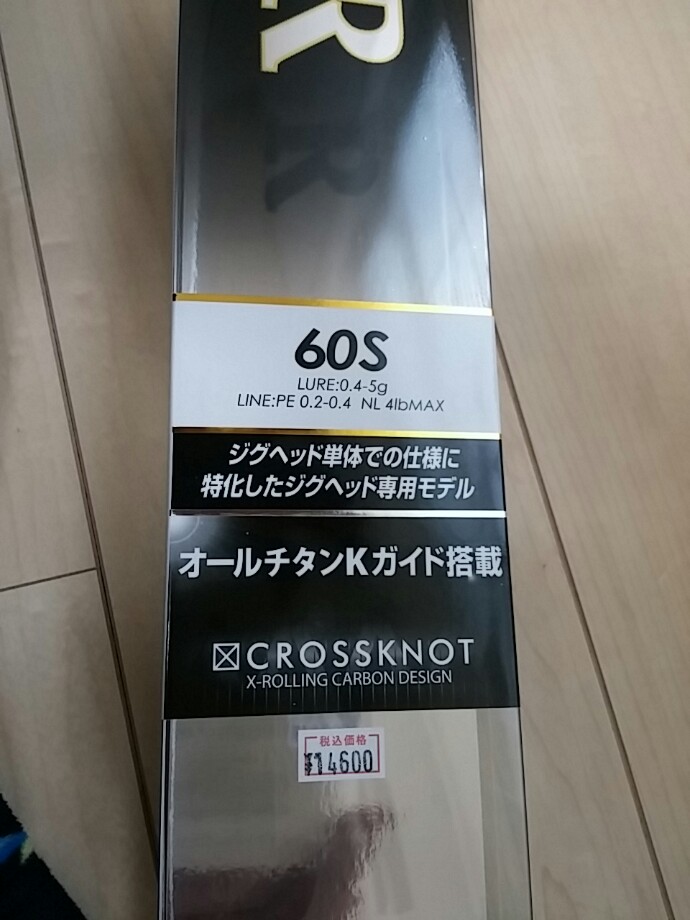 R
60S
LURE:0.4-5g
LINE:PE 0.2-0.4 NL 4lbMAX
ジグヘッド単体での仕様に
特化したジグヘッド専用モデル
オールチタンKガイド搭載
CROSSKNOT
X-ROLLING CARBON DESIGN
税込価格
¥14600